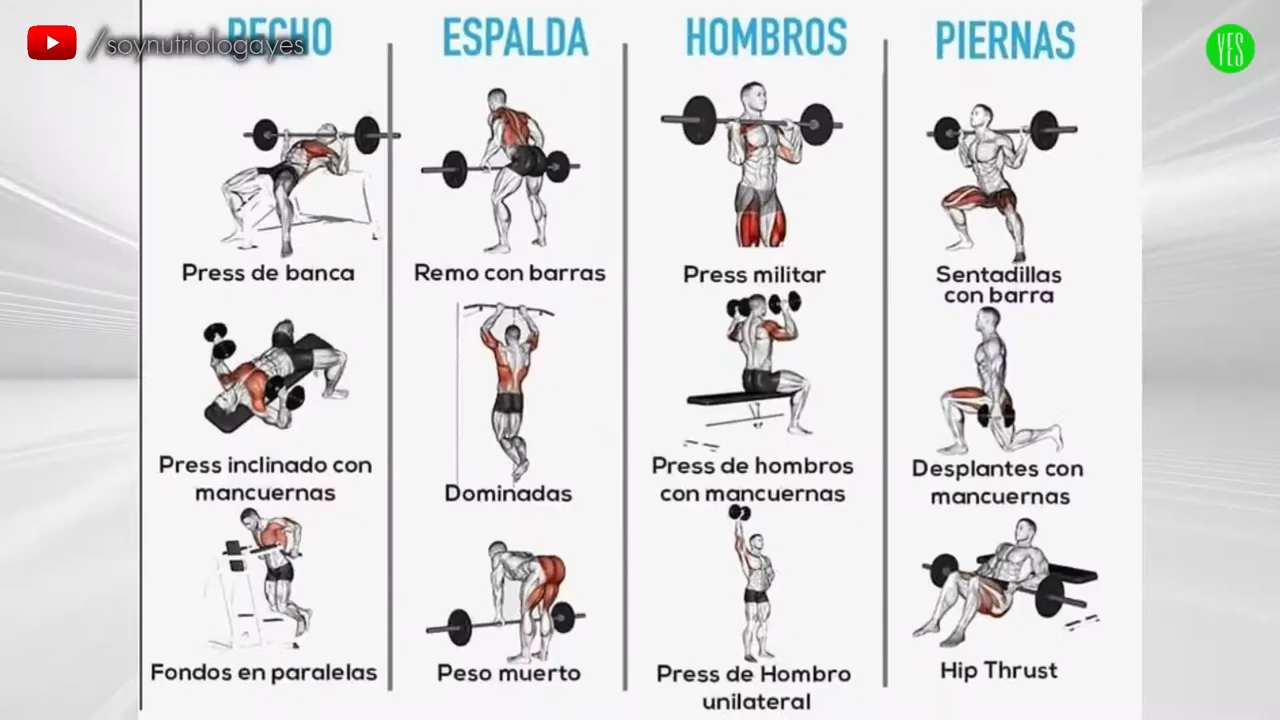 /soynutriologayes
PECHO
ESPALDA
HOMBROS
PIERNAS
YES
Press de banca
Remo con barras
Press militar
Sentadillas
con barra
Press inclinado con
mancuernas
Dominadas
Press de hombros
con mancuernas
Desplantes con
mancuernas
Fondos en paralelas
Peso muerto
Press de Hombro
unilateral
Hip Thrust